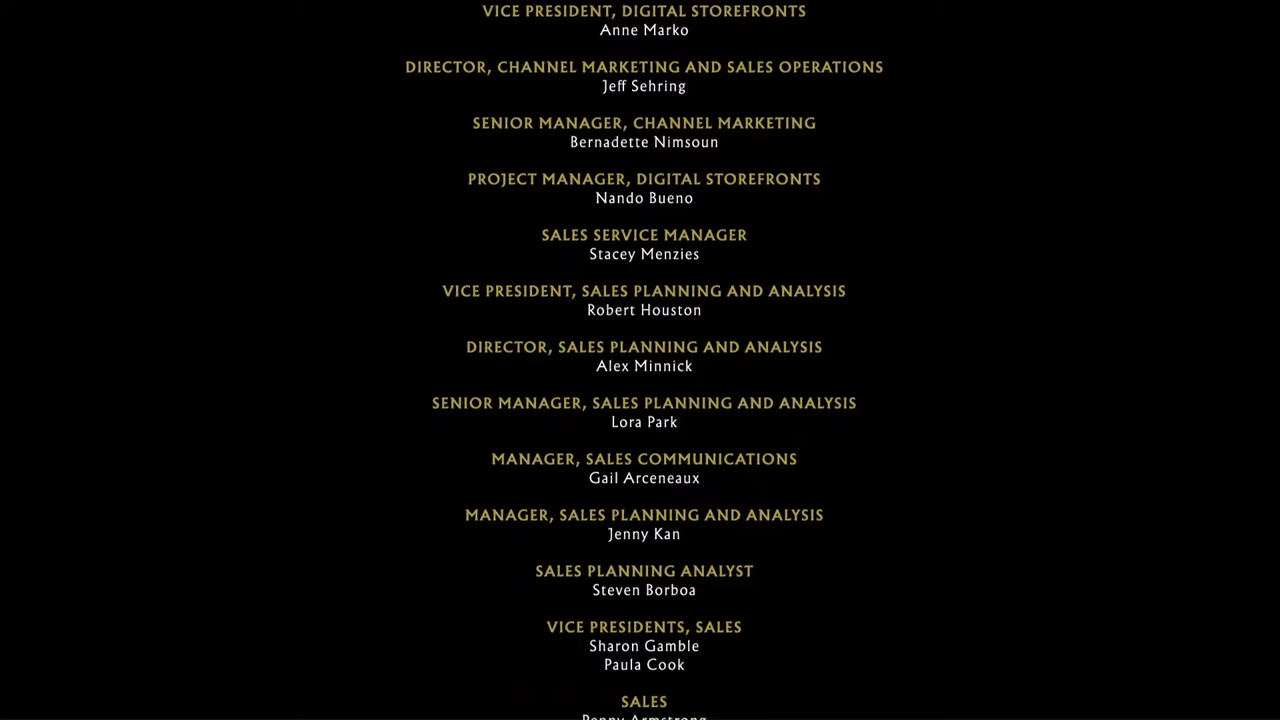 VICE PRESIDENT, DIGITAL STOREFRONTS
Anne Marko
DIRECTOR, CHANNEL MARKETING AND SALES OPERATIONS
Jeff Sehring
SENIOR MANAGER, CHANNEL MARKETING
Bernadette Nimsoun
PROJECT MANAGER, DIGITAL STOREFRONTS
Nando Bueno
SALES SERVICE MANAGER
Stacey Menzies
VICE PRESIDENT, SALES PLANNING AND ANALYSIS
Robert Houston
DIRECTOR, SALES PLANNING AND ANALYSIS
Alex Minnick
SENIOR MANAGER, SALES PLANNING AND ANALYSIS
Lora Park
MANAGER, SALES COMMUNICATIONS
Gail Arceneaux
MANAGER, SALES PLANNING AND ANALYSIS
Jenny Kan
SALES PLANNING ANALYST
Steven Borboa
VICE PRESIDENTS, SALES
Sharon Gamble
Paula Cook
SALES
Penny Armstrong